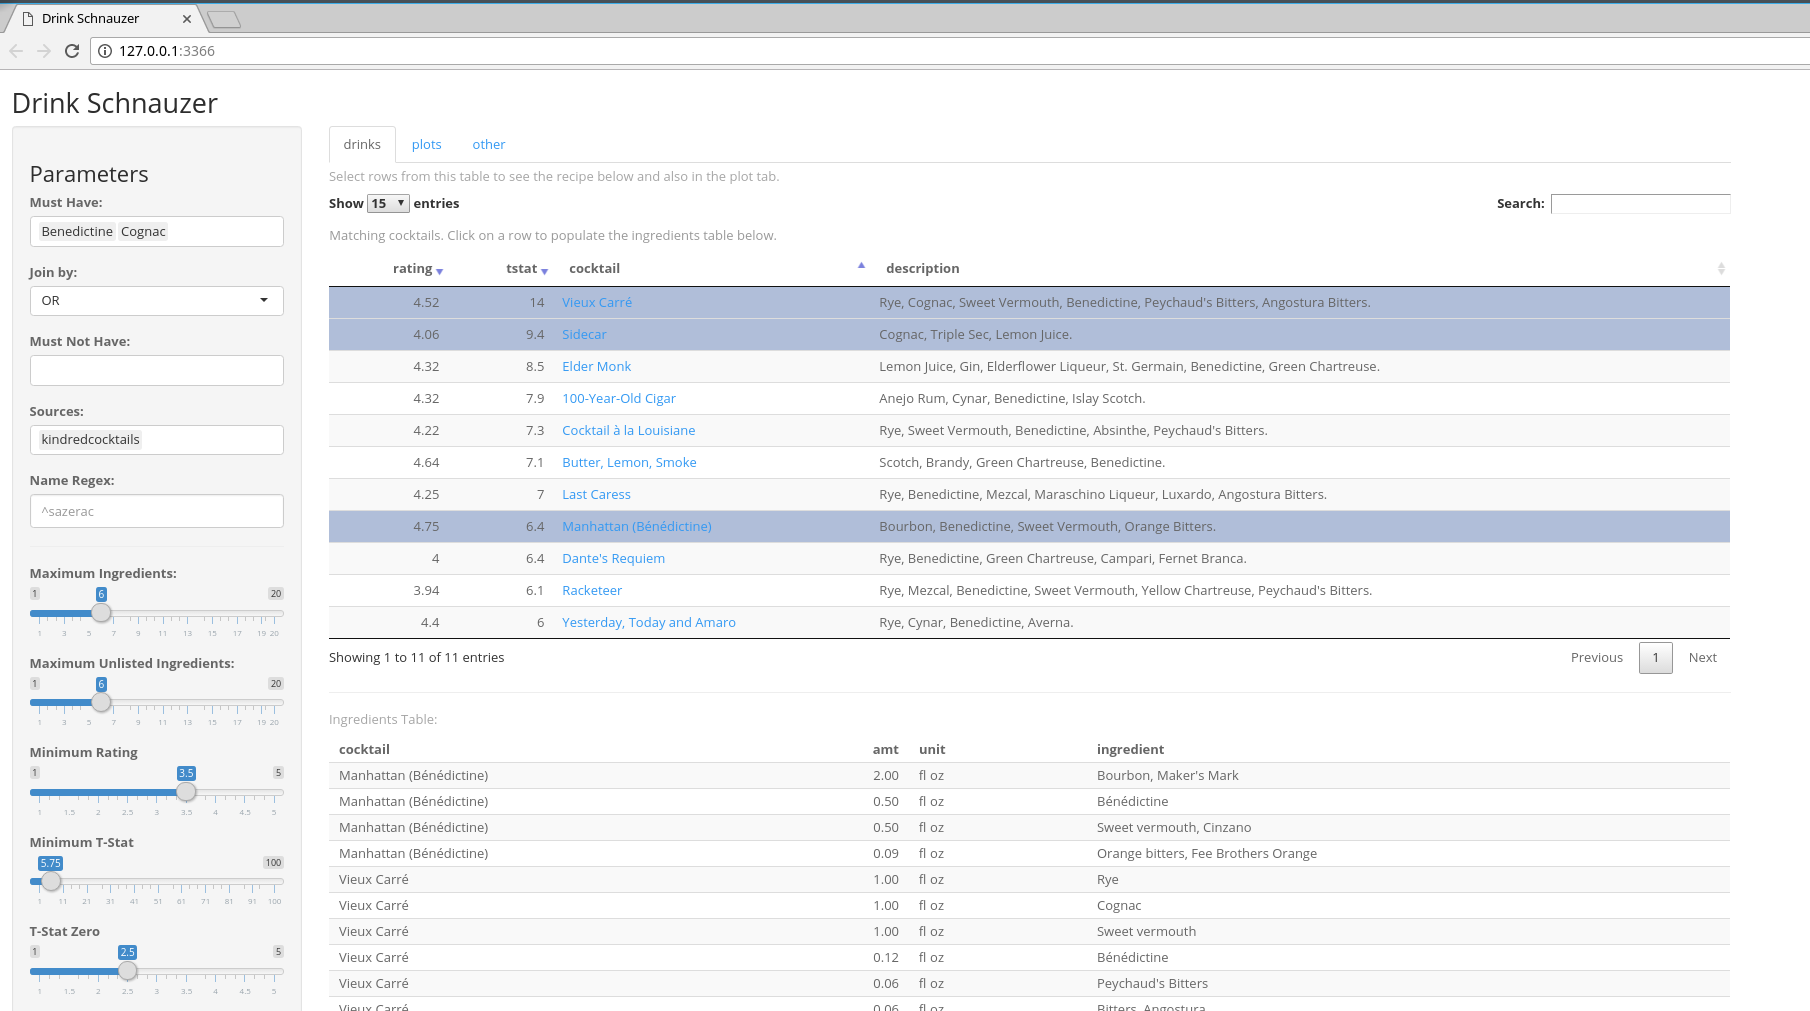 Drink Schnauzer
127.0.0.1:3366
Drink Schnauzer
Parameters
Must Have:
Benedictine Cognac
Join by:
OR
Must Not Have:
Sources:
kindredcocktails
Name Regex:
^sazerac
Maximum Ingredients:
1 6 20
1 3 5 7 9 11 13 15 17 19 20
Maximum Unlisted Ingredients:
1 6 20
1 3 5 7 9 11 13 15 17 19 20
Minimum Rating
1 3.5 5
1 1.5 2 2.5 3 3.5 4 4.5 5
Minimum T-Stat
5.75 100
1 11 21 31 41 51 61 71 81 91 100
T-Stat Zero
1 2.5 5
1 1.5 2 2.5 3 3.5 4 4.5 5
drinks plots other
Select rows from this table to see the recipe below and also in the plot tab.
Show 15 entries Search:
Matching cocktails. Click on a row to populate the ingredients table below.
rating tstat cocktail description
4.52 14 Vieux Carré Rye, Cognac, Sweet Vermouth, Benedictine, Peychaud's Bitters, Angostura Bitters.
4.06 9.4 Sidecar Cognac, Triple Sec, Lemon Juice.
4.32 8.5 Elder Monk Lemon Juice, Gin, Elderflower Liqueur, St. Germain, Benedictine, Green Chartreuse.
4.32 7.9 100-Year-Old Cigar Anejo Rum, Cynar, Benedictine, Islay Scotch.
4.22 7.3 Cocktail à la Louisiane Rye, Sweet Vermouth, Benedictine, Absinthe, Peychaud's Bitters.
4.64 7.1 Butter, Lemon, Smoke Scotch, Brandy, Green Chartreuse, Benedictine.
4.25 7 Last Caress Rye, Benedictine, Mezcal, Maraschino Liqueur, Luxardo, Angostura Bitters.
4.75 6.4 Manhattan (Bénédictine) Bourbon, Benedictine, Sweet Vermouth, Orange Bitters.
4 6.4 Dante's Requiem Rye, Benedictine, Green Chartreuse, Campari, Fernet Branca.
3.94 6.1 Racketeer Rye, Mezcal, Benedictine, Sweet Vermouth, Yellow Chartreuse, Peychaud's Bitters.
4.4 6 Yesterday, Today and Amaro Rye, Cynar, Benedictine, Averna.
Showing 1 to 11 of 11 entries Previous 1 Next
Ingredients Table:
cocktail amt unit ingredient
Manhattan (Bénédictine) 2.00 fl oz Bourbon, Maker's Mark
Manhattan (Bénédictine) 0.50 fl oz Bénédictine
Manhattan (Bénédictine) 0.50 fl oz Sweet vermouth, Cinzano
Manhattan (Bénédictine) 0.09 fl oz Orange bitters, Fee Brothers Orange
Vieux Carré 1.00 fl oz Rye
Vieux Carré 1.00 fl oz Cognac
Vieux Carré 1.00 fl oz Sweet vermouth
Vieux Carré 0.12 fl oz Bénédictine
Vieux Carré 0.06 fl oz Peychaud's Bitters
Vieux Carré 0.06 fl oz Bitters, Angostura